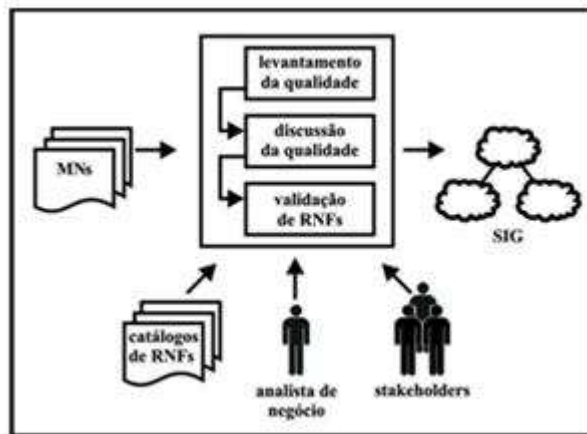 levantamento
da qualidade
discussão
da qualidade
validação
de RNFs
MNs
SIG
catálogos
de RNFs
analista de
negócio
stakeholders